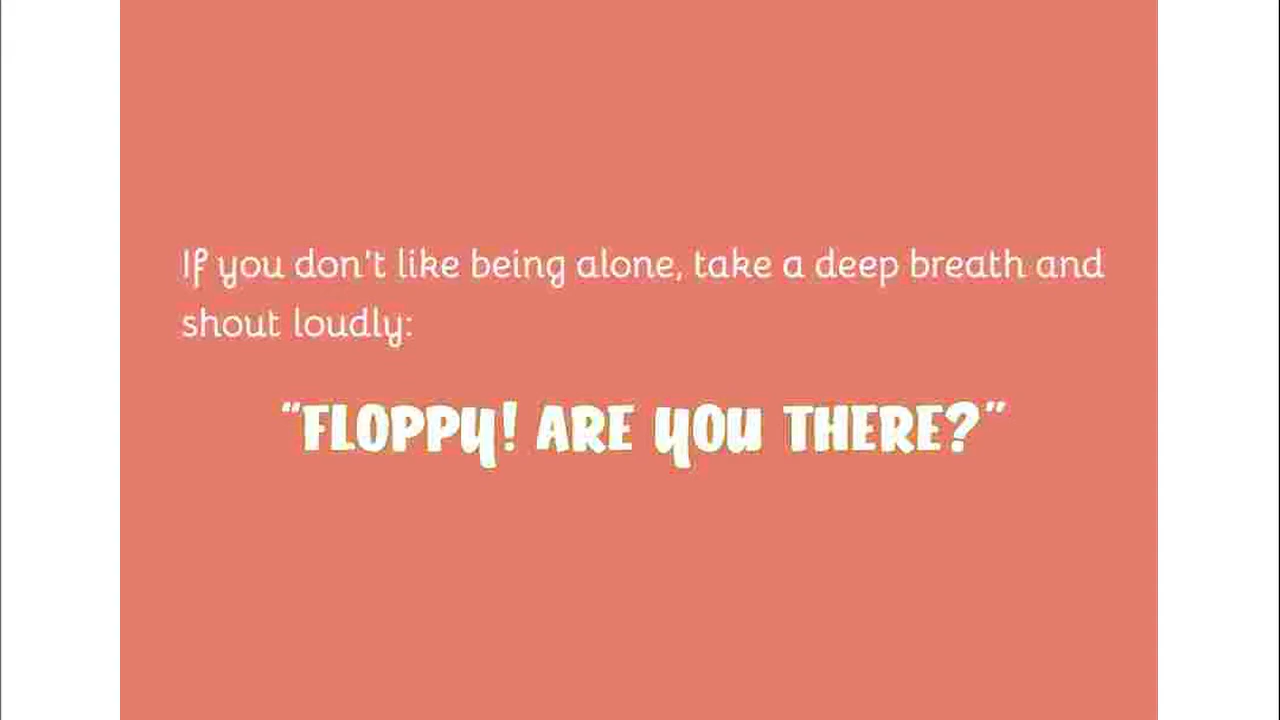 If you don't like being alone, take a deep breath and
shout loudly:
“FLOPPY! ARE YOU THERE?”